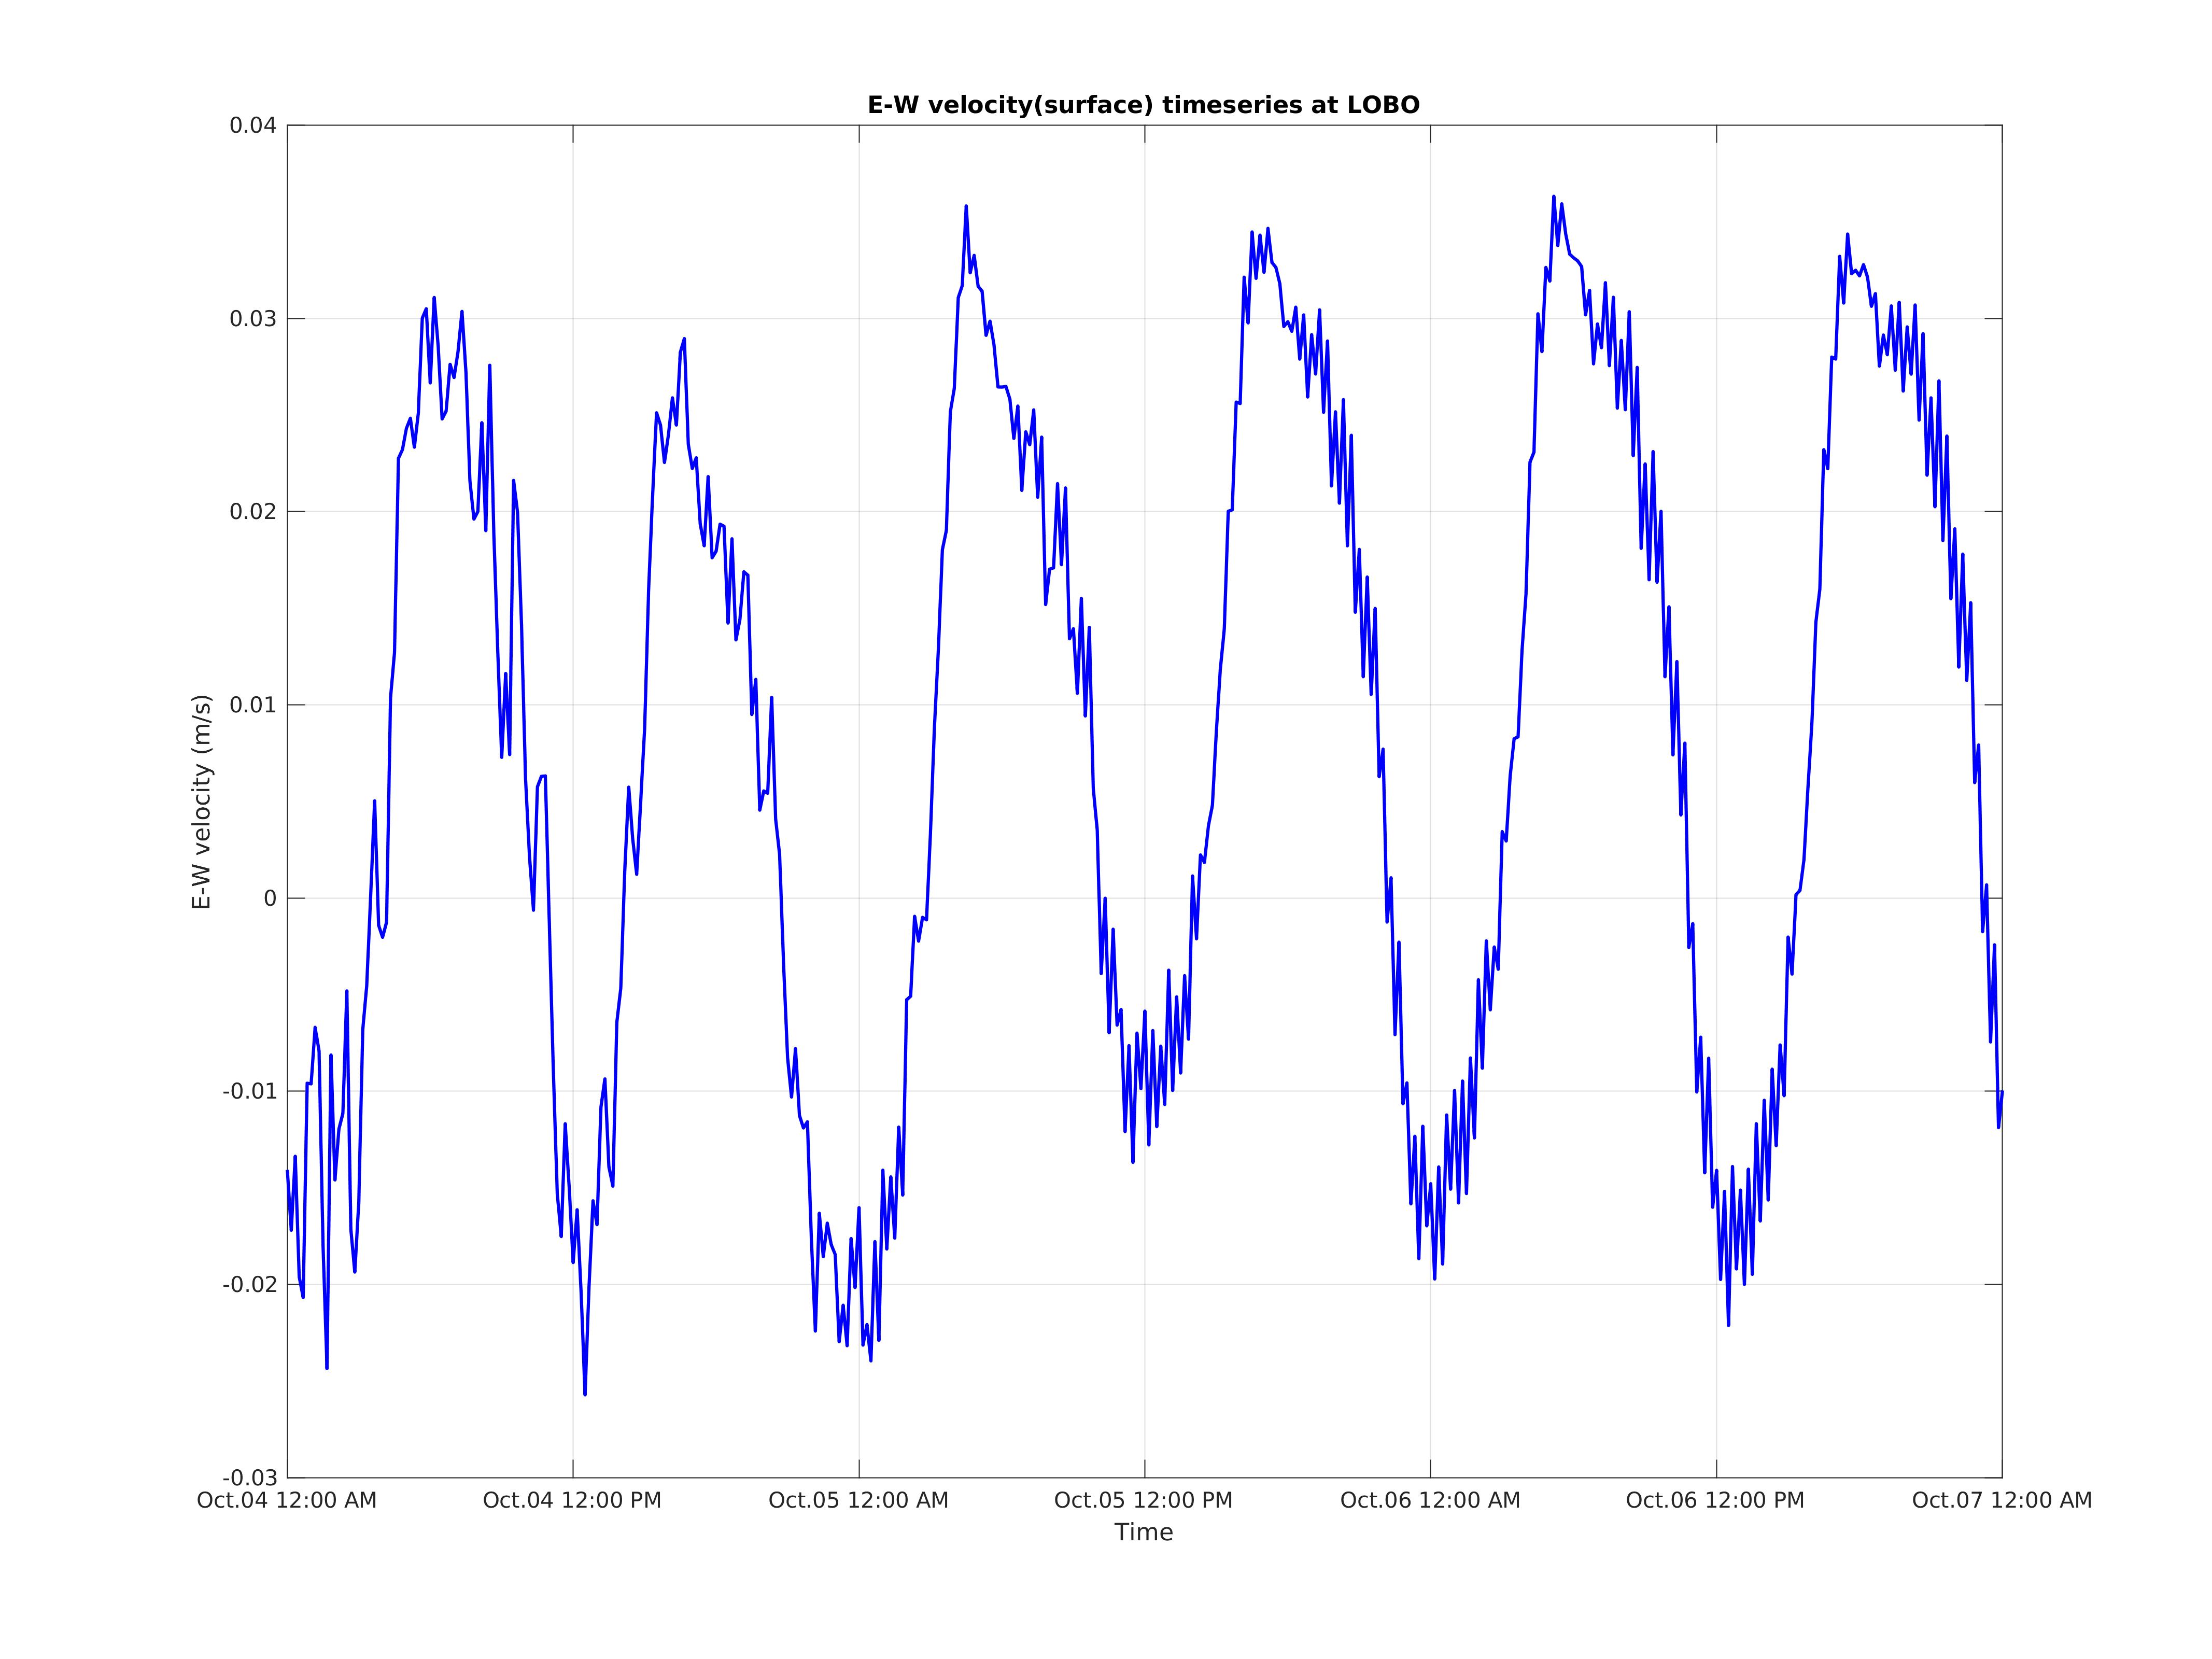 E-W velocity(surface) timeseries at LOBO
0.04
0.03
0.02
0.01
0
-0.01
-0.02
-0.03
E-W velocity (m/s)
Oct.04 12:00 AM Oct.04 12:00 PM Oct.05 12:00 AM Oct.05 12:00 PM Oct.06 12:00 AM Oct.06 12:00 PM Oct.07 12:00 AM
Time